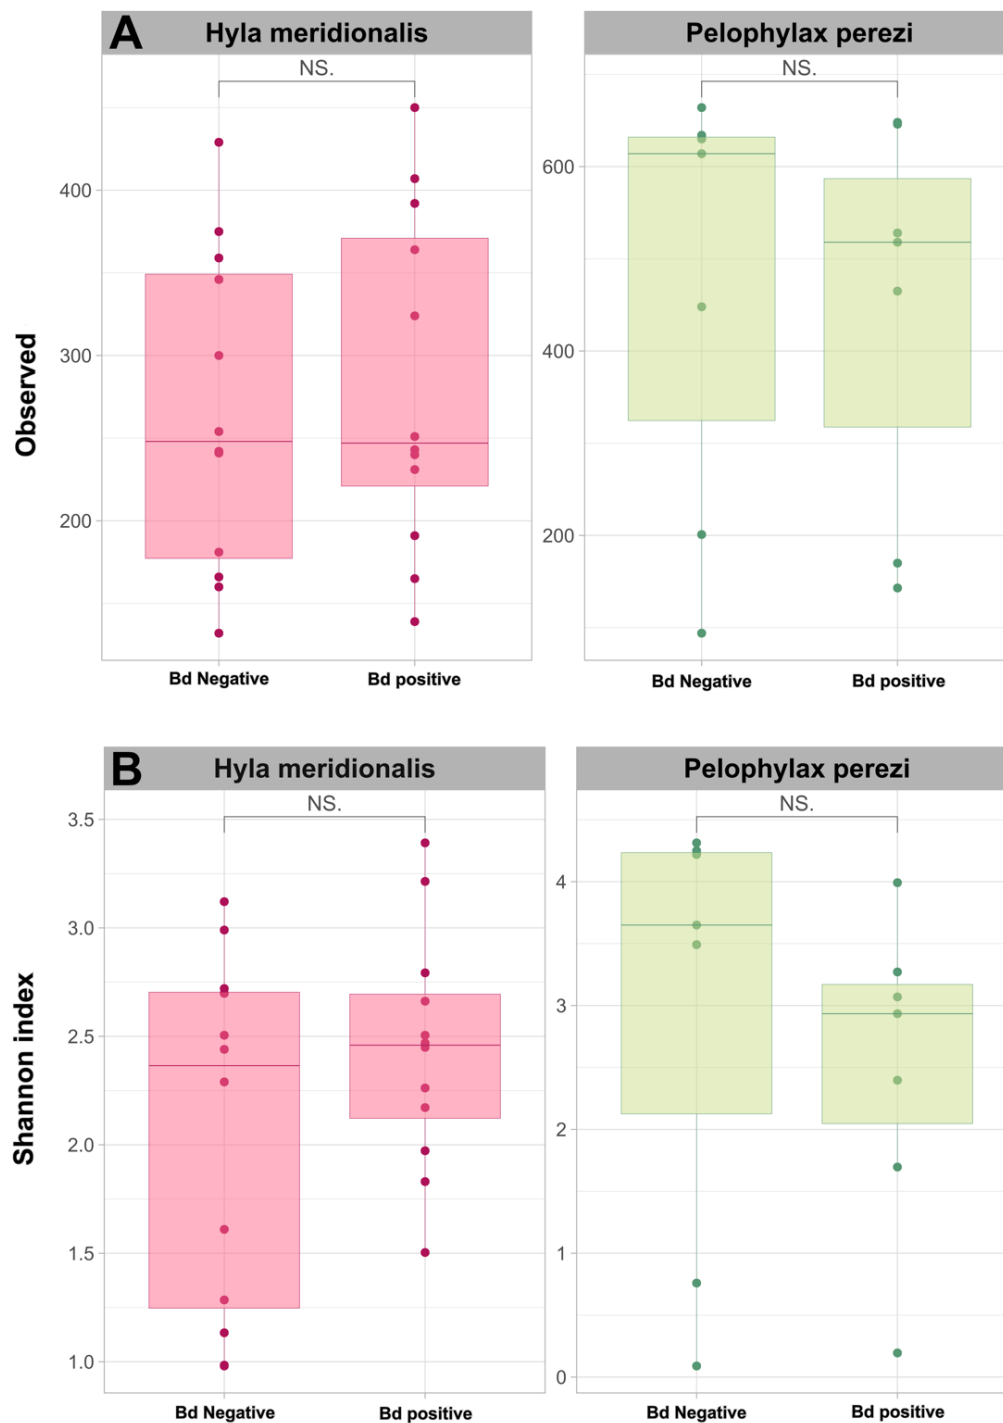 A
Hyla meridionalis
Pelophylax perezi
NS.
NS.
400
300
200
600
400
200
Observed
Bd Negative
Bd positive
Bd Negative
Bd positive
B
Hyla meridionalis
Pelophylax perezi
NS.
NS.
3.5
3.0
2.5
2.0
1.5
1.0
4
3
2
1
0
Shannon index
Bd Negative
Bd positive
Bd Negative
Bd positive